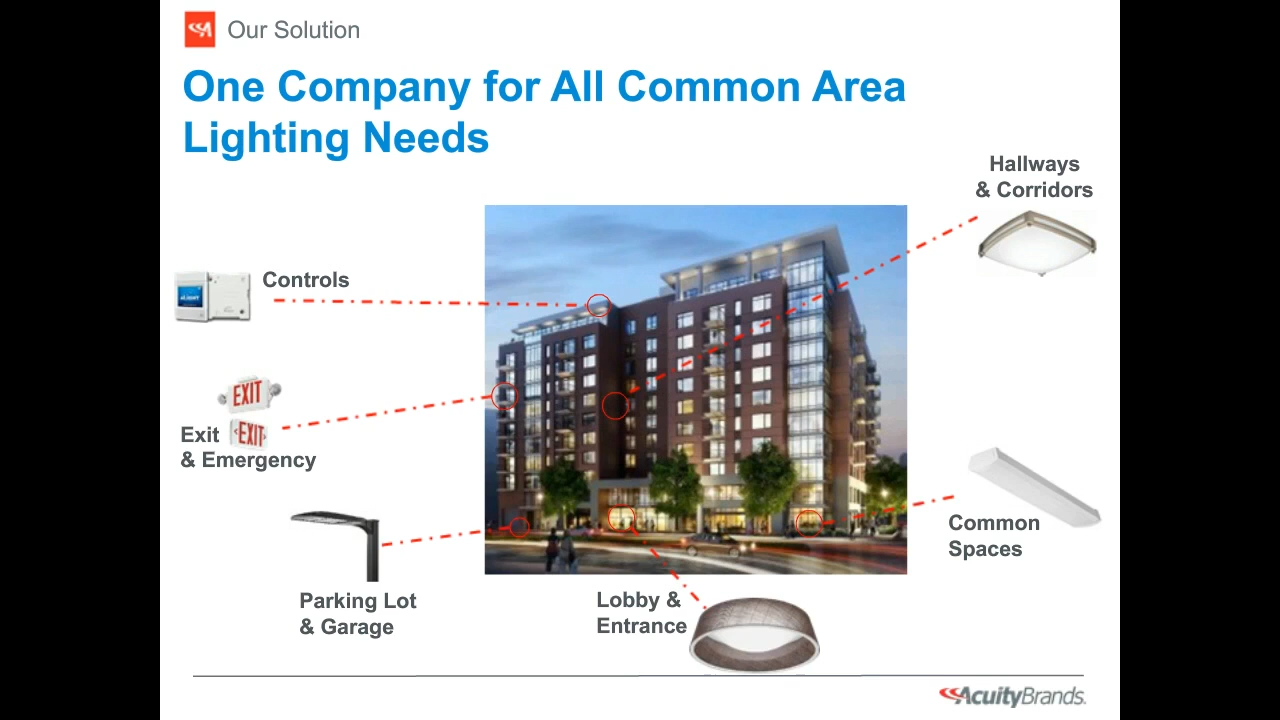 Our Solution
One Company for All Common Area
Lighting Needs
Hallways
& Corridors
Controls
EXIT
EXIT
Exit
& Emergency
Common
Spaces
Parking Lot
& Garage
Lobby &
Entrance
AcuityBrands.